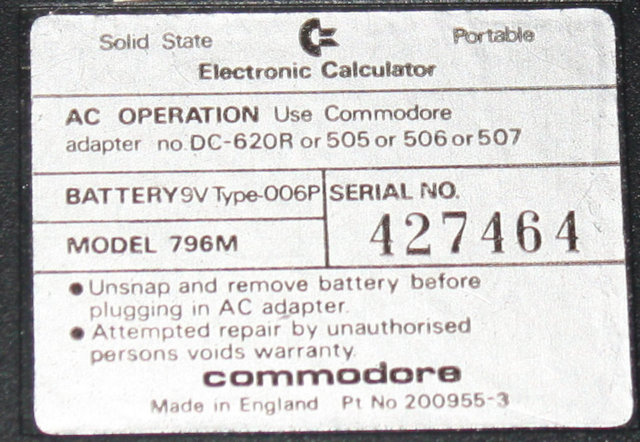 Solid State Portable
Electronic Calculator
AC OPERATION Use Commodore
adapter no. DC-620R or 505 or 506 or 507
BATTERY 9V Type-006P
SERIAL NO.
427464
MODEL 796M
● Unsnap and remove battery before
plugging in AC adapter.
● Attempted repair by unauthorised
persons voids warranty.
commodore
Made in England Pt No 200955-3